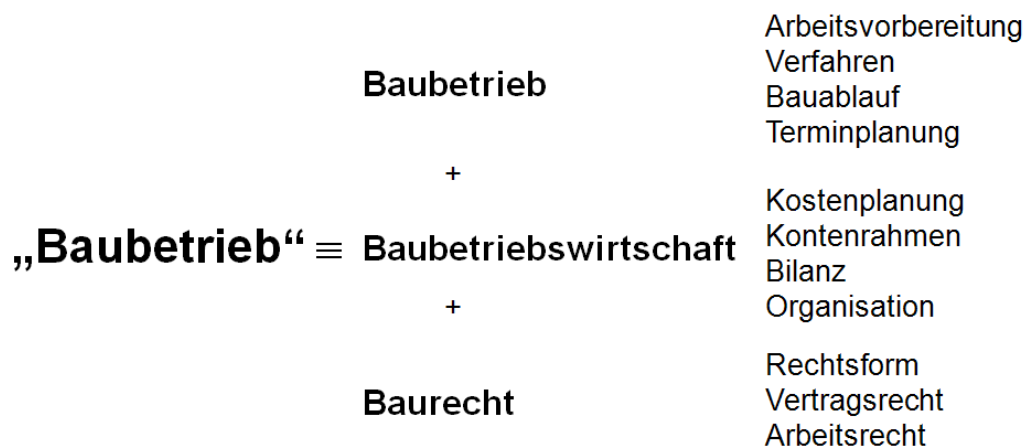 Arbeitsvorbereitung
Verfahren
Baubetrieb
Bauablauf
Terminplanung
+
Kostenplanung
„Baubetrieb“ ≡ Baubetriebswirtschaft
Kontenrahmen
Bilanz
+
Organisation
Rechtsform
Baurecht
Vertragsrecht
Arbeitsrecht